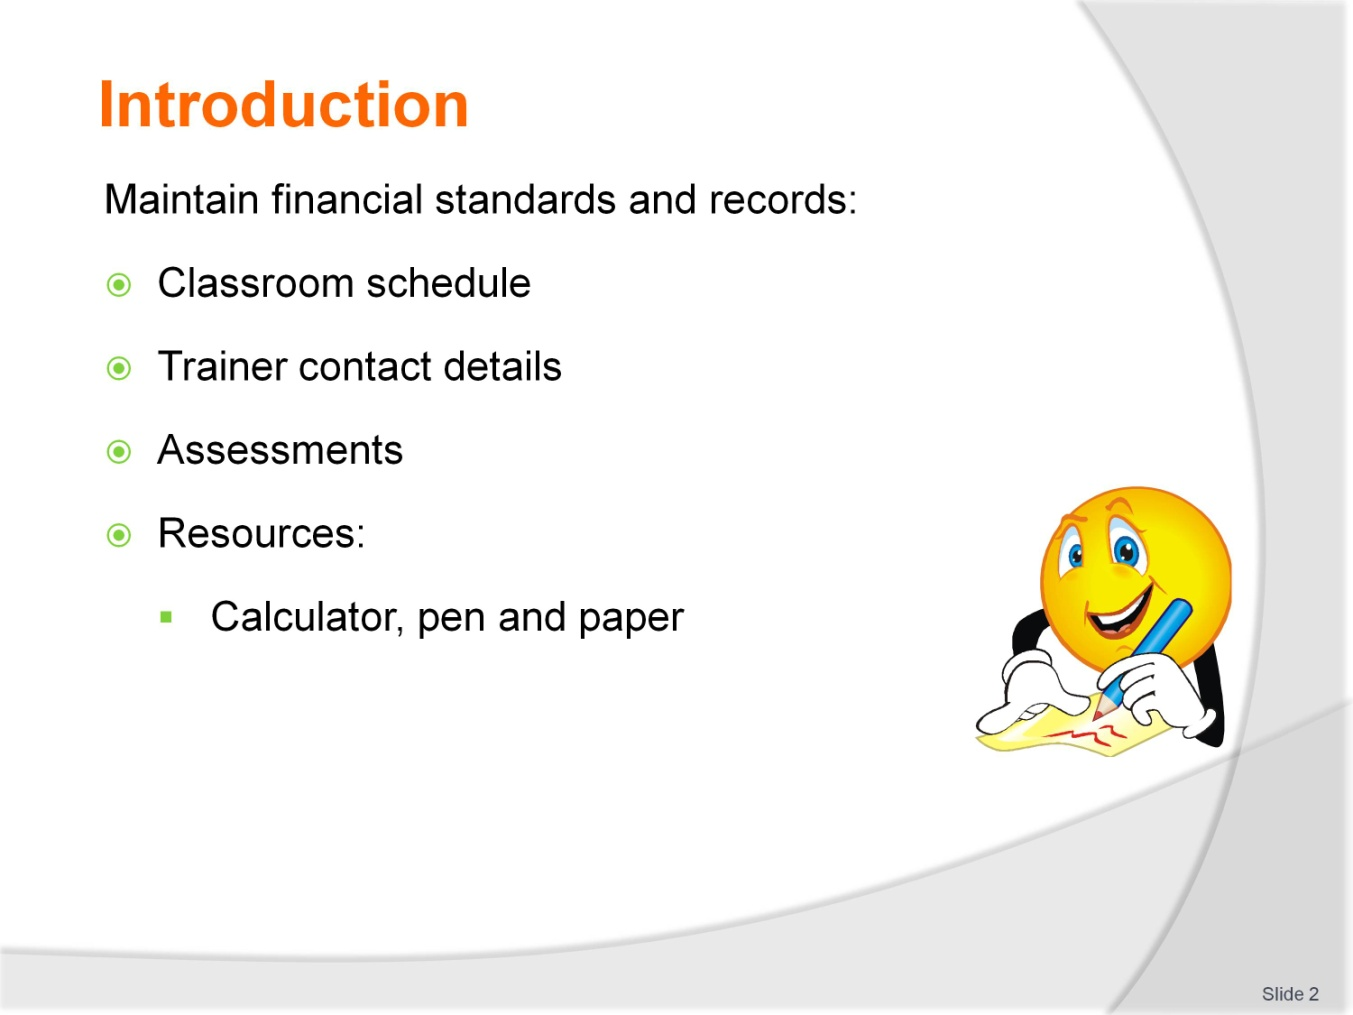 Introduction
Maintain financial standards and records:
Classroom schedule
Trainer contact details
Assessments
Resources:
Calculator, pen and paper
Slide 2